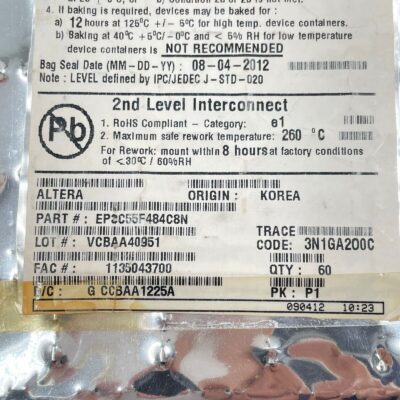 4. If baking is required, devices may be baked for :
a) 12 hours at 125°C +/- 5°C for high temp. device containers.
b) Baking at 40°C +5°C/-0°C and < 5% RH for low temperature
device containers is NOT RECOMMENDED
Bag Seal Date (MM-DD-YY) : 08-04-2012
Note : LEVEL defined by IPC/JEDEC J-STD-020
2nd Level Interconnect
Pb
1. RoHS Compliant - Category: e1
2. Maximum safe rework temperature: 260 °C
For Rework: mount within 8 hours at factory conditions
of <30°C / 60%RH
ALTERA ORIGIN : KOREA
PART # : EP3C55F484C8N
TRACE
LOT # : VCBAA40951 CODE: 3N1GA200C
FAC # : 1135043700 QTY : 60
D/C: G CCBAA1225A PK : P1
090412 10:23